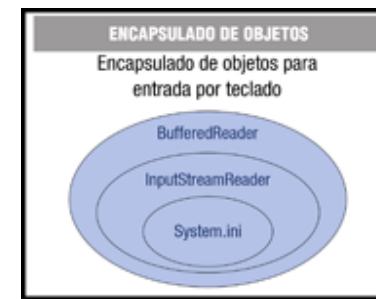 ENCAPSULADO DE OBJETOS
Encapsulado de objetos para
entrada por teclado
BufferedReader
InputStreamReader
System.ini